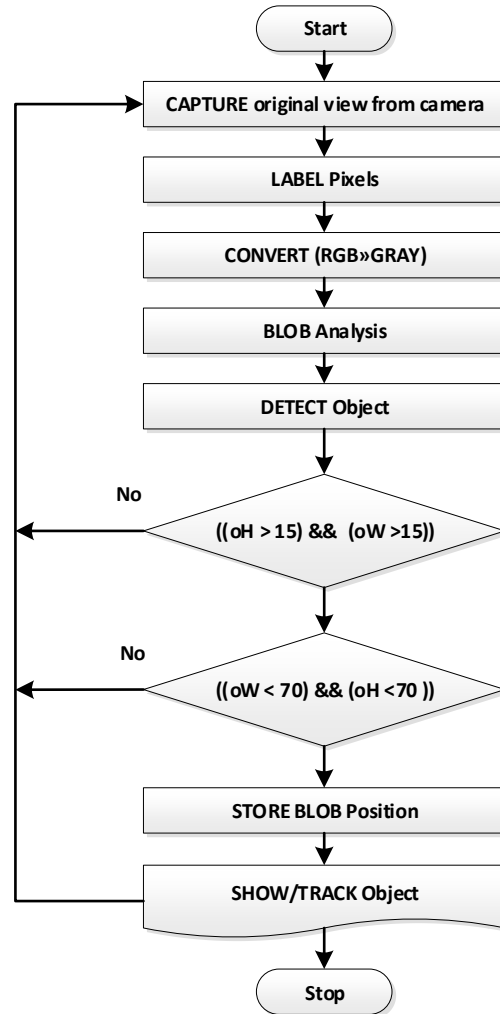 Start
CAPTURE original view from camera
LABEL Pixels
CONVERT (RGB»GRAY)
BLOB Analysis
DETECT Object
No
((oH > 15) &&  (oW >15))
No
((oW < 70) && (oH <70 ))
STORE BLOB Position
SHOW/TRACK Object
Stop